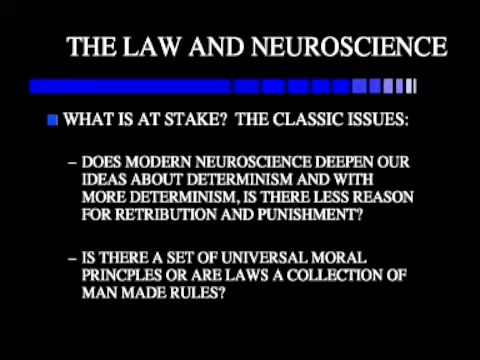 THE LAW AND NEUROSCIENCE
WHAT IS AT STAKE? THE CLASSIC ISSUES:
– DOES MODERN NEUROSCIENCE DEEPEN OUR
IDEAS ABOUT DETERMINISM AND WITH
MORE DETERMINISM, IS THERE LESS REASON
FOR RETRIBUTION AND PUNISHMENT?
– IS THERE A SET OF UNIVERSAL MORAL
PRINCPLES OR ARE LAWS A COLLECTION OF
MAN MADE RULES?